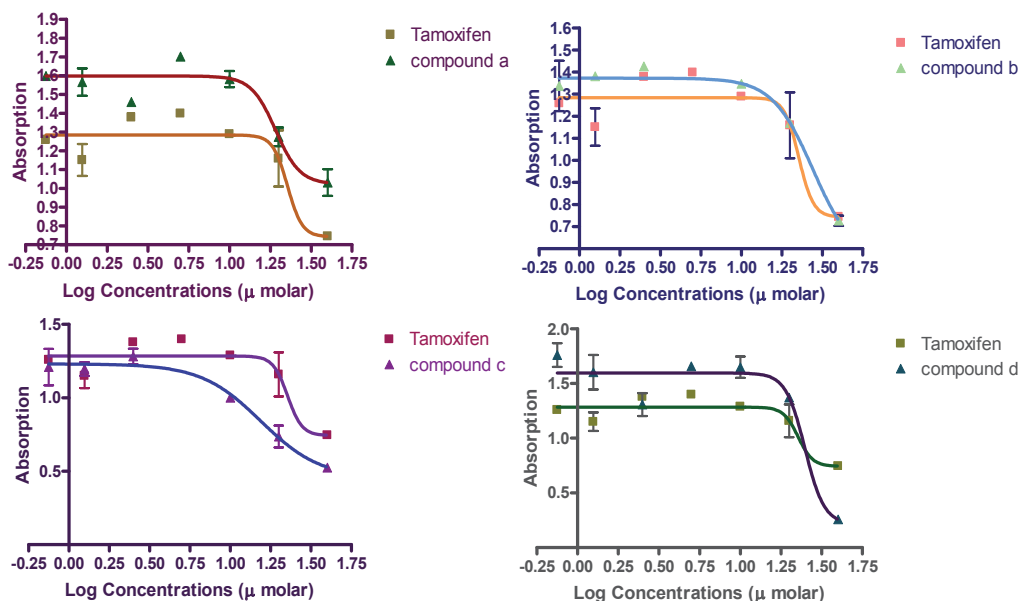 1.9
1.8
1.7
1.6
1.5
1.4
1.3
1.2
1.1
1.0
0.9
0.8
0.7
Absorption
Tamoxifen
compound a
-0.25 0.00 0.25 0.50 0.75 1.00 1.25 1.50 1.75
Log Concentrations (μ molar)
1.6
1.5
1.4
1.3
1.2
1.1
1.0
0.9
0.8
0.7
Absorption
Tamoxifen
compound b
-0.25 0.00 0.25 0.50 0.75 1.00 1.25 1.50 1.75
Log Concentrations (μ molar)
1.5
1.0
0.5
Absorption
Tamoxifen
compound c
-0.25 0.00 0.25 0.50 0.75 1.00 1.25 1.50 1.75
Log Concentrations (μ molar)
2.0
1.5
1.0
0.5
Absorption
Tamoxifen
compound d
-0.25 0.00 0.25 0.50 0.75 1.00 1.25 1.50 1.75
Log Concentrations (μ molar)